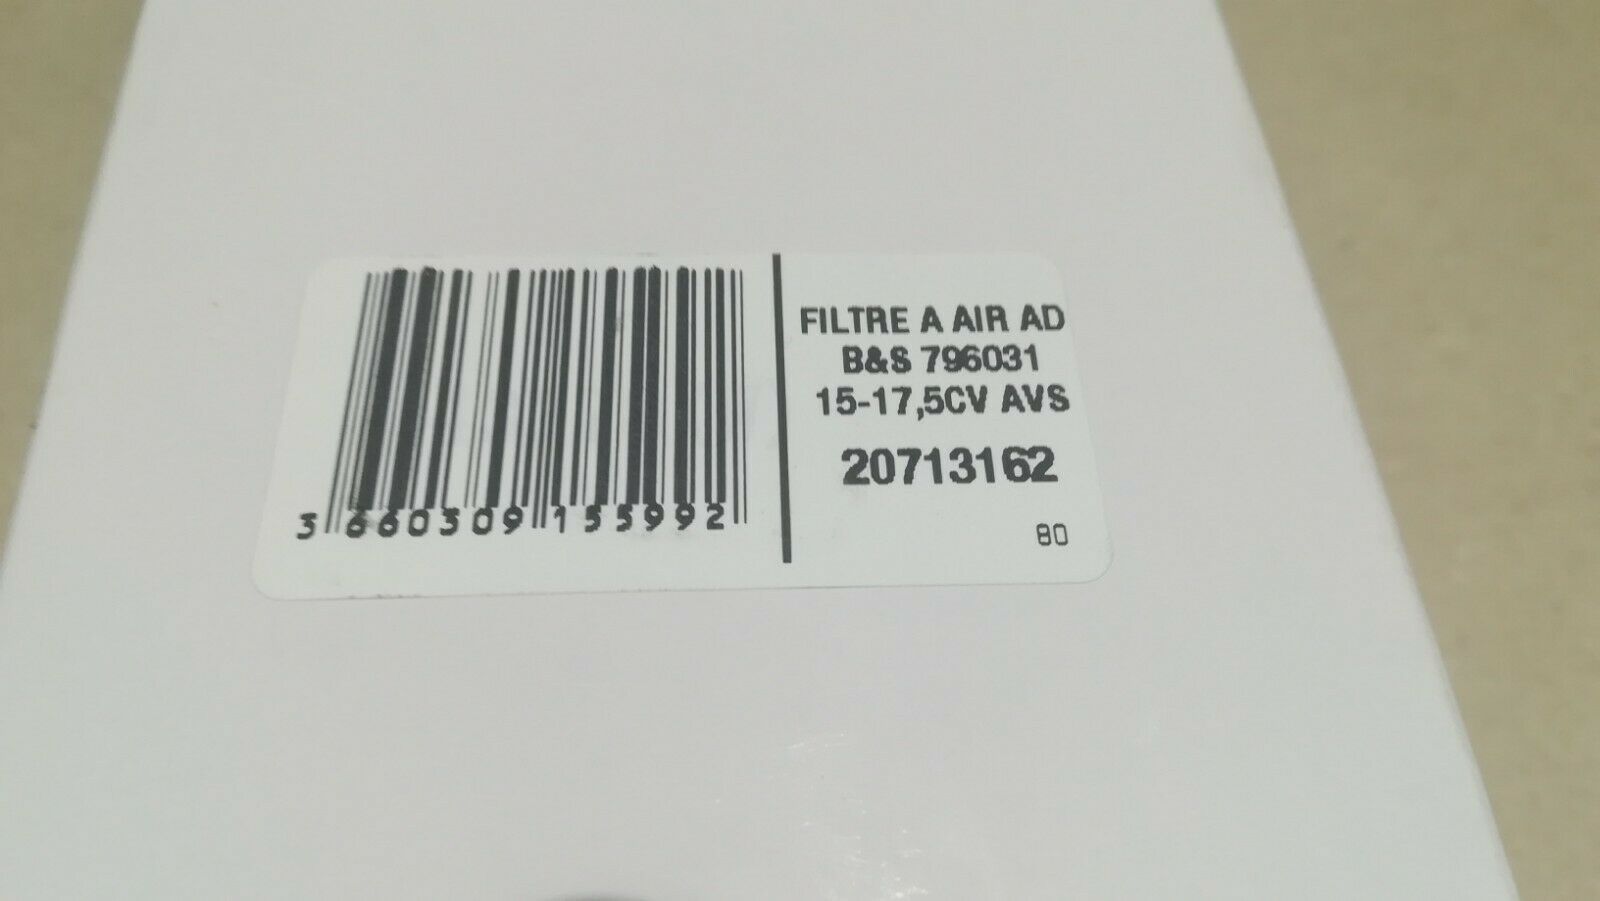 FILTRE A AIR AD
B&S 796031
15-17,5CV AVS
20713162
80
3 660309 155992